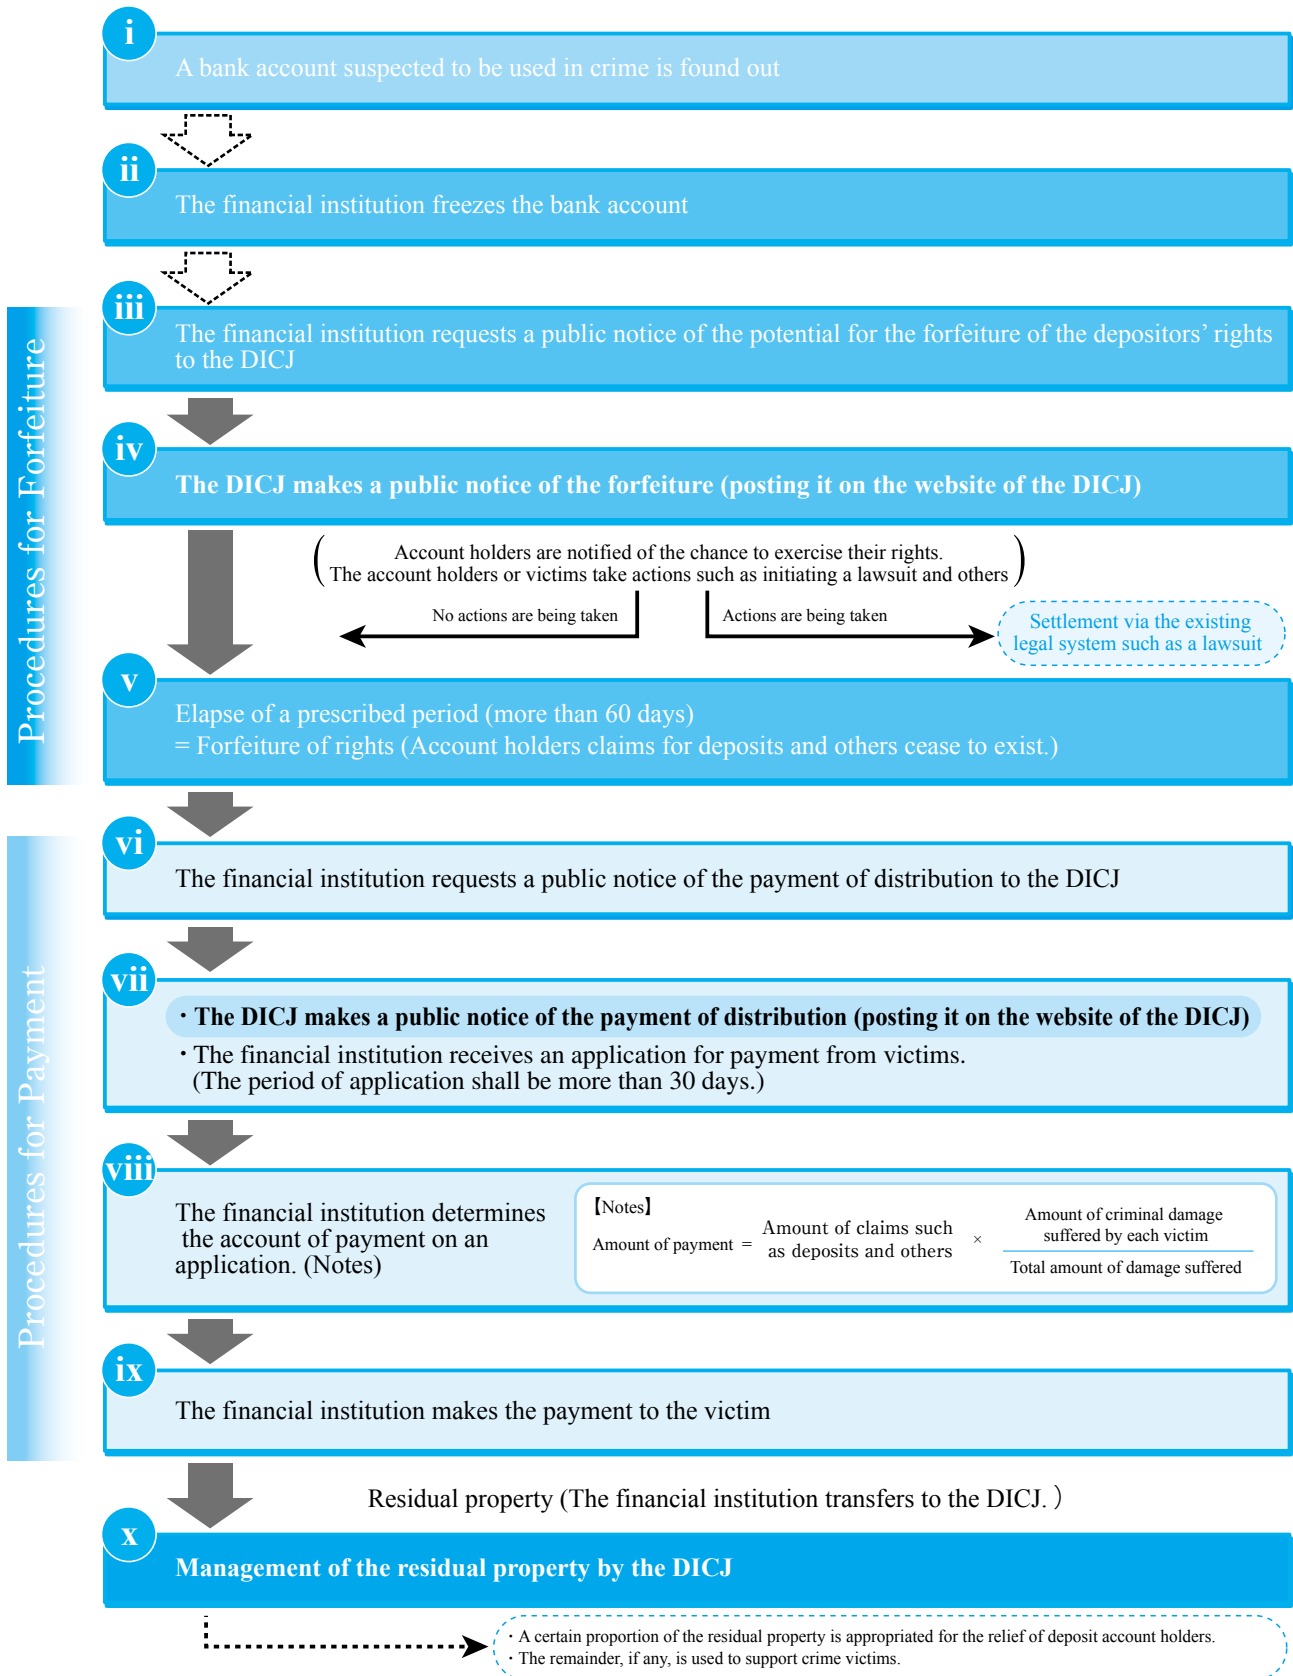 i
A bank account suspected to be used in crime is found out
ii
The financial institution freezes the bank account
Procedures for Forfeiture
iii
The financial institution requests a public notice of the potential for the forfeiture of the depositors’ rights
to the DICJ
iv
The DICJ makes a public notice of the forfeiture (posting it on the website of the DICJ)
Account holders are notified of the chance to exercise their rights.
The account holders or victims take actions such as initiating a lawsuit and others
No actions are being taken
Actions are being taken
Settlement via the existing
legal system such as a lawsuit
v
Elapse of a prescribed period (more than 60 days)
= Forfeiture of rights (Account holders claims for deposits and others cease to exist.)
Procedures for Payment
vi
The financial institution requests a public notice of the payment of distribution to the DICJ
vii
・The DICJ makes a public notice of the payment of distribution (posting it on the website of the DICJ)
・The financial institution receives an application for payment from victims.
(The period of application shall be more than 30 days.)
viii
The financial institution determines
the account of payment on an
application. (Notes)
【Notes】
Amount of payment = Amount of claims such
as deposits and others ×
Amount of criminal damage
suffered by each victim
Total amount of damage suffered
ix
The financial institution makes the payment to the victim
Residual property (The financial institution transfers to the DICJ.）
x
Management of the residual property by the DICJ
・A certain proportion of the residual property is appropriated for the relief of deposit account holders.
・The remainder, if any, is used to support crime victims.